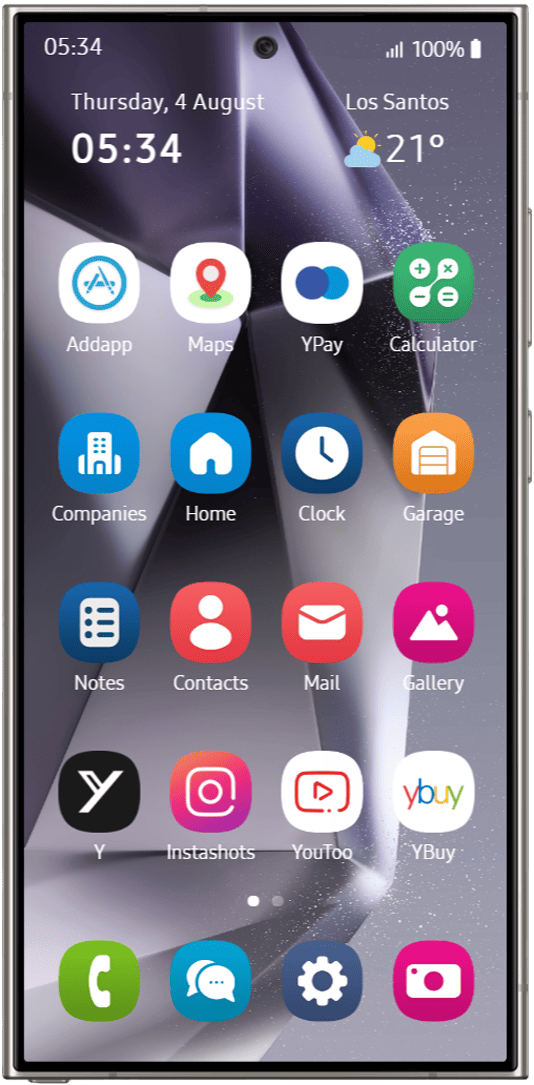 05:34 100%
Thursday, 4 August Los Santos
05:34 21°
Addapp Maps YPay Calculator
Companies Home Clock Garage
Notes Contacts Mail Gallery
ybuy
Y Instashots YouToo YBuy